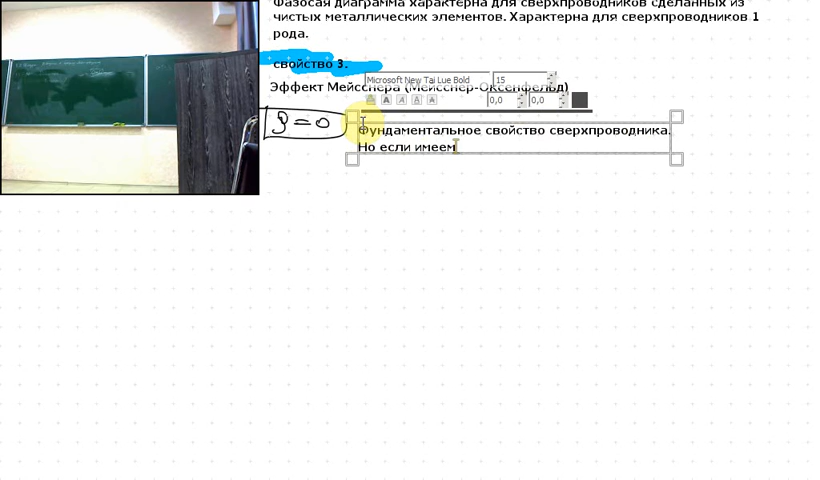 Фазосая диаграмма характерна для сверхпроводников сделанных из
чистых металлических элементов. Характерна для сверхпроводников 1
рода.
свойство 3.
Microsoft New Tai Lue Bold 15
Эффект Мейсснера (Мейсснер-Оксенфельд)
0,0 0,0
ρ = 0
Фундаментальное свойство сверхпроводника.
Но если имеем